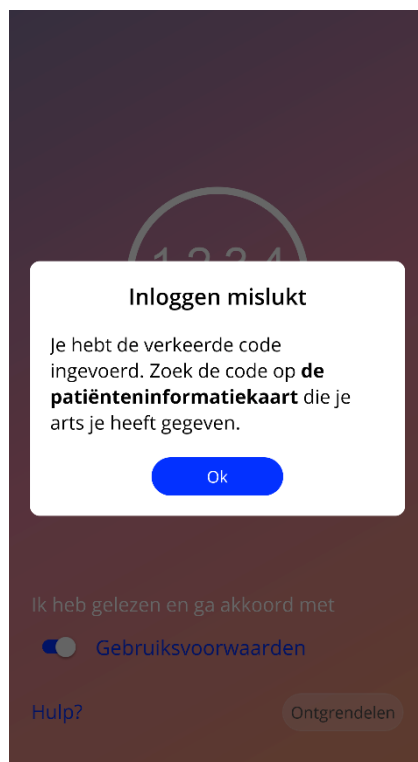 1234
Inloggen mislukt
Je hebt de verkeerde code
ingevoerd. Zoek de code op de
patiënteninformatiekaart die je
arts je heeft gegeven.
Ok
Ik heb gelezen en ga akkoord met
Gebruiksvoorwaarden
Hulp?
Ontgrendelen